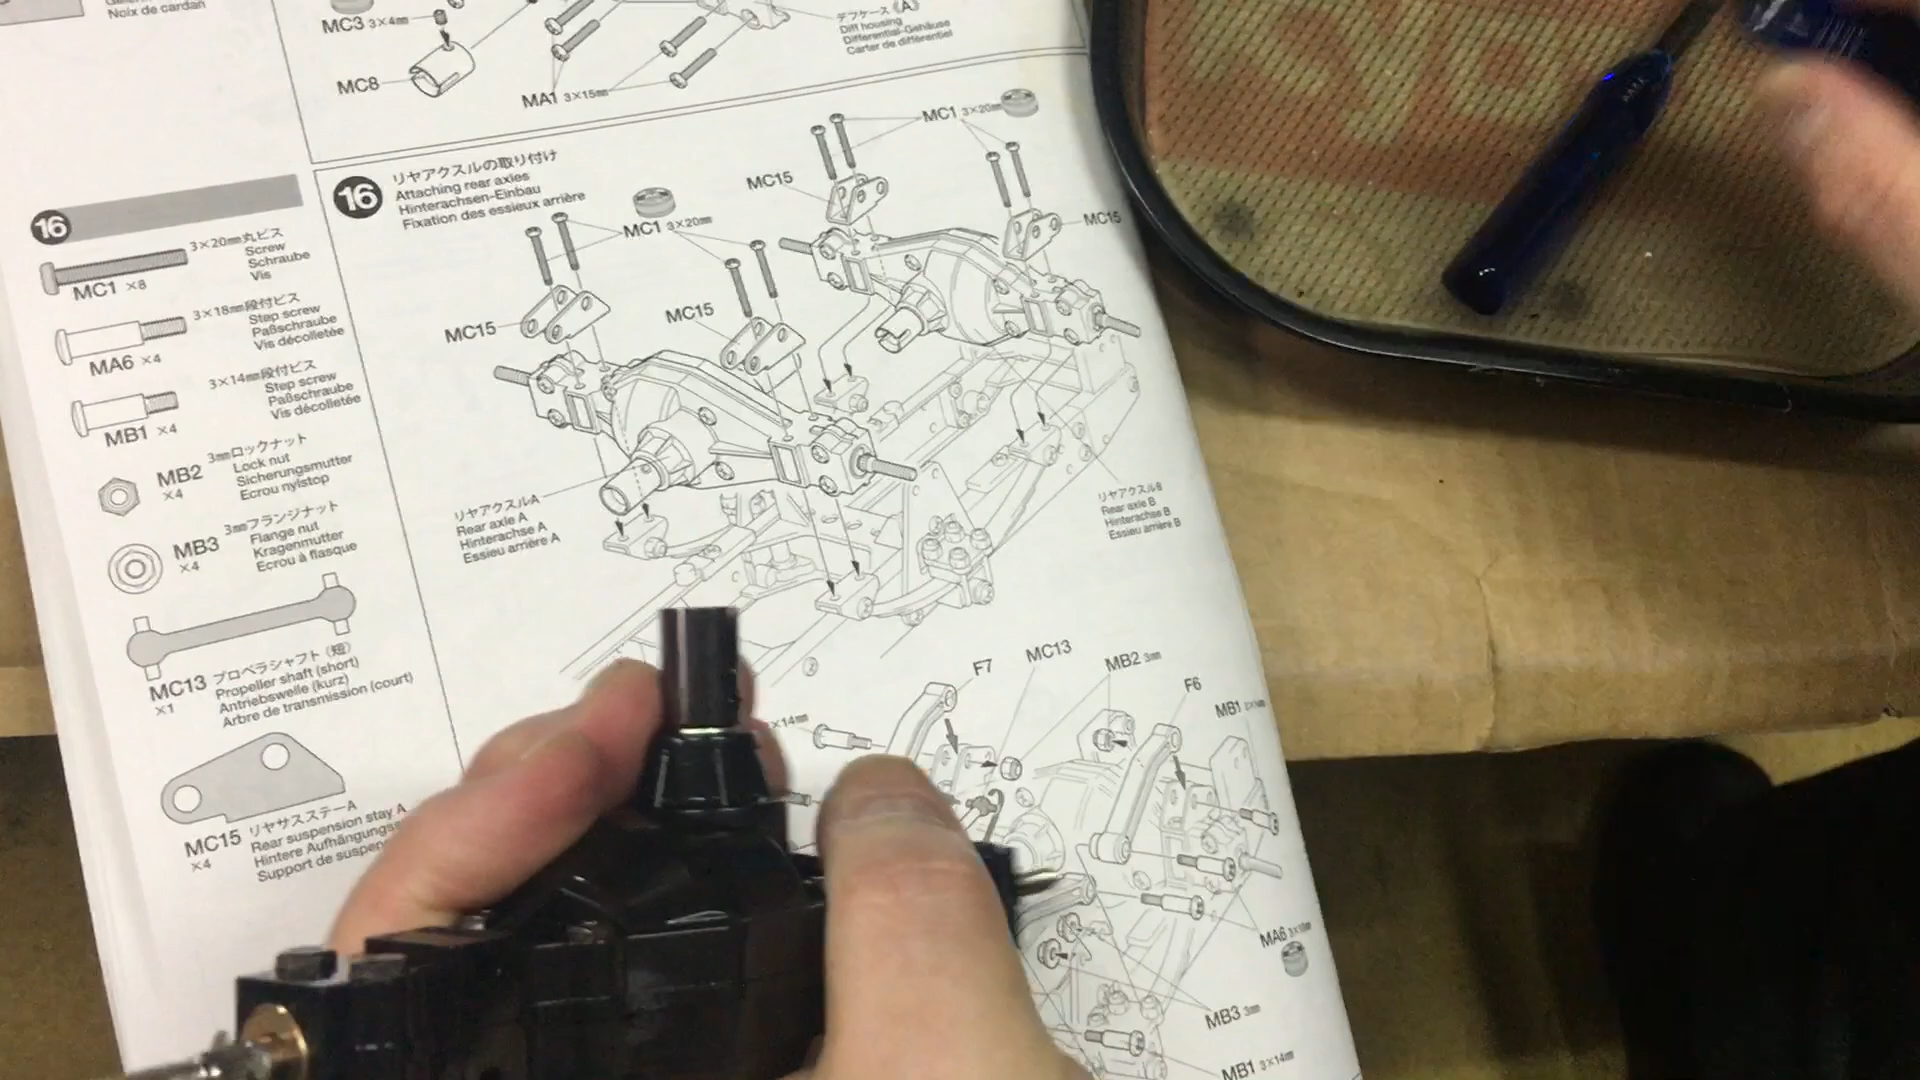 Noix de cardan
MC3 3×4mm
MC8
MA1 3×15mm
デフケース《A》
Diff housing
Differential-Gehäuse
Carter de différentiel
16
3×20mm丸ビス
Screw
Schraube
Vis
MC1 ×8
3×18mm段付ビス
Step screw
Paßschraube
Vis décolletée
MA6 ×4
3×14mm段付ビス
Step screw
Paßschraube
Vis décolletée
MB1 ×4
3mmロックナット
MB2
Lock nut
×4
Sicherungsmutter
Ecrou nylstop
3mmフランジナット
MB3
Flange nut
×4
Kragenmutter
Ecrou à flasque
MC13 プロペラシャフト(短)
×1
Propeller shaft (short)
Antriebswelle (kurz)
Arbre de transmission (court)
MC15 リヤサスステーA
×4
Rear suspension stay A
Hintere Aufhängungss
Support de suspen
16
リヤアクスルの取り付け
Attaching rear axles
Hinterachsen-Einbau
Fixation des essieux arrière
MC1 3×20mm
MC15
MC1 3×20mm
MC15
MC15
MC15
リヤアクスルA
Rear axle A
Hinterachse A
Essieu arrière A
リヤアクスルB
Rear axle B
Hinterachse B
Essieu arrière B
F7
MC13
MB2 3mm
F6
MB1
×14mm
MA6
MB3 3mm
MB1 3×14mm